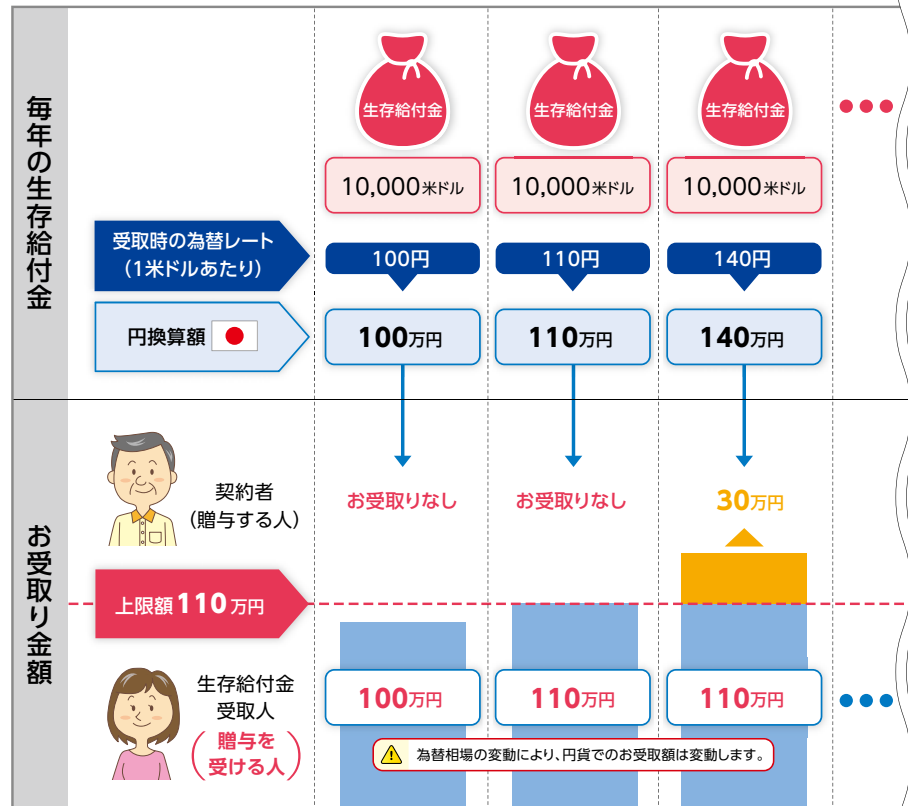 毎年の生存給付金
生存給付金
生存給付金
生存給付金
10,000米ドル
10,000米ドル
10,000米ドル
受取時の為替レート
(1米ドルあたり)
100円
110円
140円
円換算額
100万円
110万円
140万円
お受取り金額
契約者
(贈与する人)
お受取りなし
お受取りなし
30万円
上限額110万円
生存給付金
受取人
(贈与を
受ける人)
100万円
110万円
110万円
為替相場の変動により、円貨でのお受取額は変動します。